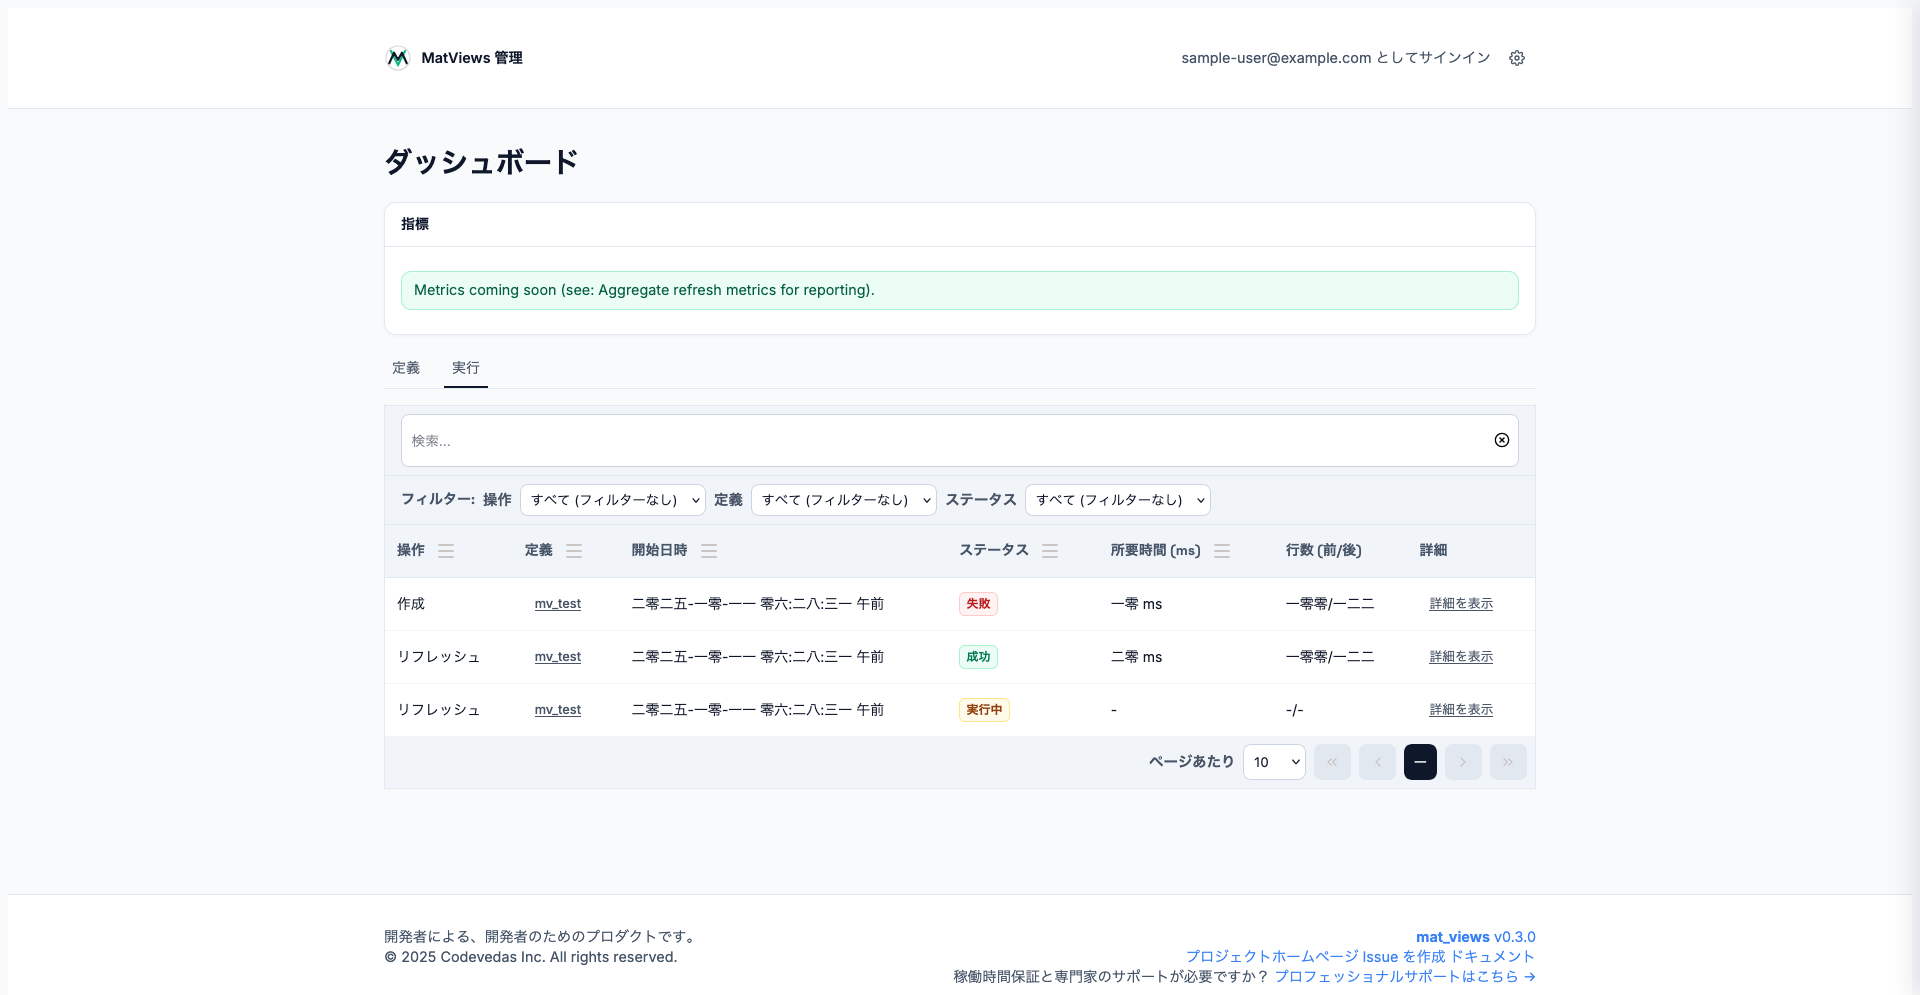 MatViews 管理
sample-user@example.com としてサインイン
ダッシュボード
指標
Metrics coming soon (see: Aggregate refresh metrics for reporting).
定義 実行
検索...
フィルター: 操作 すべて (フィルターなし) 定義 すべて (フィルターなし) ステータス すべて (フィルターなし)
操作 定義 開始日時 ステータス 所要時間 (ms) 行数 (前/後) 詳細
作成 mv_test 二零二五-一零-一一 零六:二八:三一 午前 失敗 一零 ms 一零零/一二二 詳細を表示
リフレッシュ mv_test 二零二五-一零-一一 零六:二八:三一 午前 成功 二零 ms 一零零/一二二 詳細を表示
リフレッシュ mv_test 二零二五-一零-一一 零六:二八:三一 午前 実行中 - -/- 詳細を表示
ページあたり 10 « ‹ 一 › »
開発者による、開発者のためのプロダクトです。
© 2025 Codevedas Inc. All rights reserved.
mat_views v0.3.0
プロジェクトホームページ Issue を作成 ドキュメント
稼働時間保証と専門家のサポートが必要ですか？ プロフェッショナルサポートはこちら →